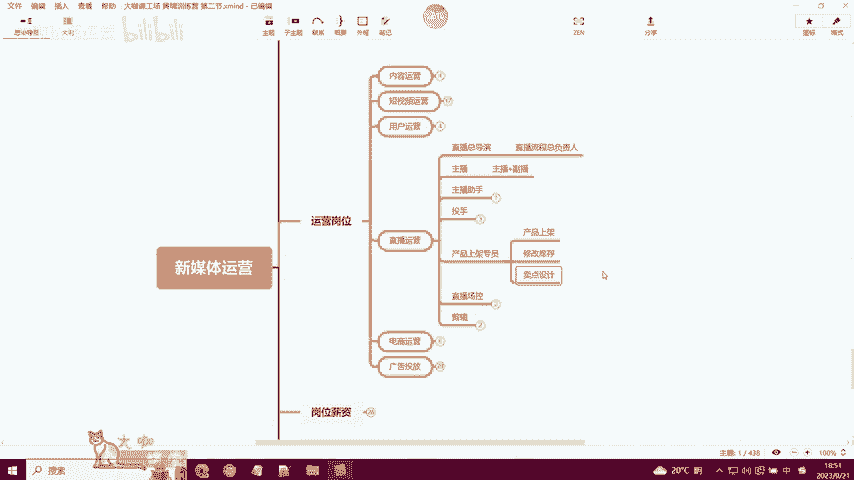 文件 编辑 插入 查看 帮助 大咖课工场 第二节.xmind - 已编辑
思维导图 大纲 主题 子主题 联系 概要 外框 笔记 ZEN 分享 图标 格式
bilibili
内容运营 4
短视频运营 17
用户运营 4
直播总导演 直播流程总负责人
主播 主播+副播
主播助手
投手 3
运营岗位
产品上架
直播运营
产品上架专员 修改库存
新媒体运营
卖点设计
直播场控 2
剪辑 2
电商运营
广告投放
岗位薪资 26
大咖
主题: 1 / 438 100%
搜索 20°C 阴 中 18:51
2023/9/21